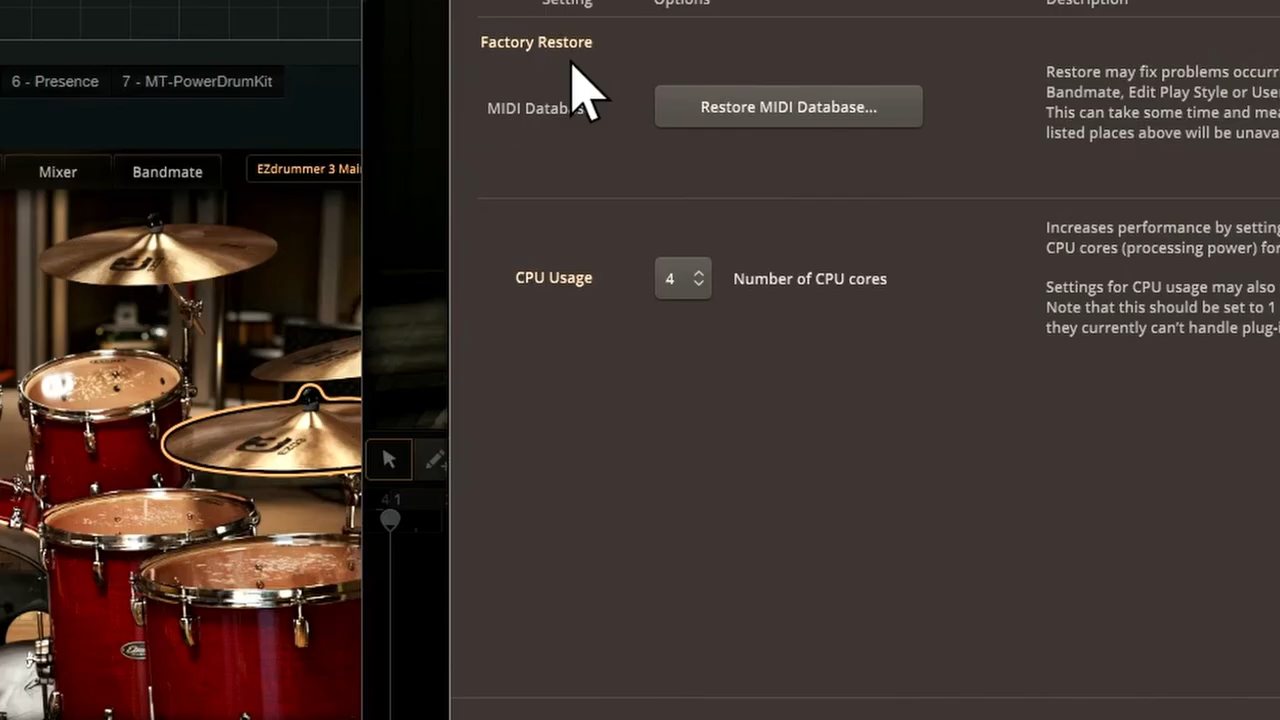 Setting
Options
Description
6 - Presence
7 - MT-PowerDrumKit
Factory Restore
MIDI Databas
Restore MIDI Database...
Restore may fix problems occurr
Bandmate, Edit Play Style or Use
This can take some time and mea
listed places above will be unava
Mixer
Bandmate
EZdrummer 3 Mai
CPU Usage
4
Number of CPU cores
Increases performance by setting
CPU cores (processing power) for
Settings for CPU usage may also
Note that this should be set to 1
they currently can't handle plug-i
4
1